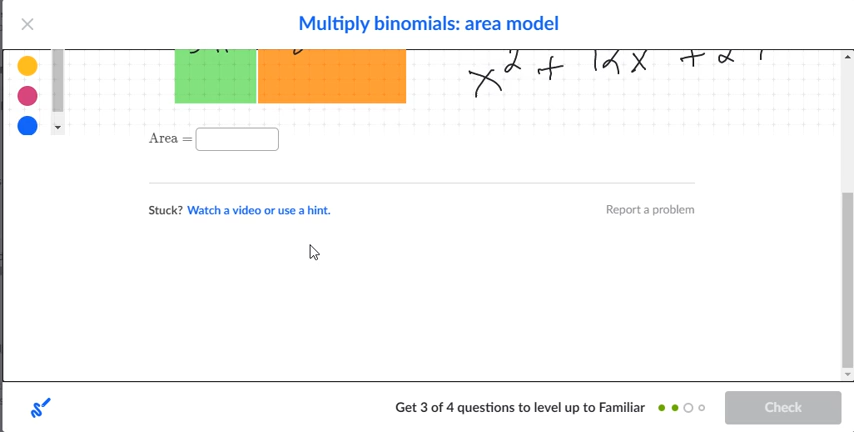 Multiply binomials: area model
x² + 12x + 2
Area =
Stuck? Watch a video or use a hint.
Report a problem
Get 3 of 4 questions to level up to Familiar
Check